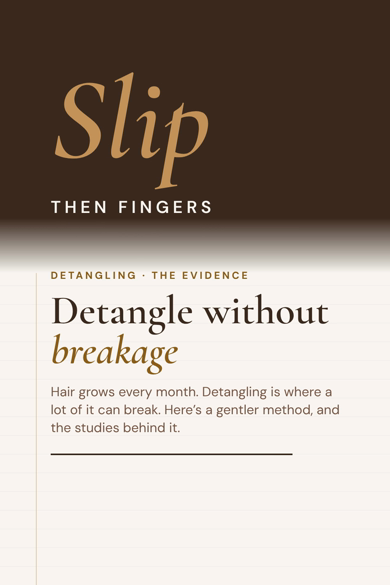 Slip
THEN FINGERS
DETANGLING · THE EVIDENCE
Detangle without
breakage
Hair grows every month. Detangling is where a
lot of it can break. Here’s a gentler method, and
the studies behind it.